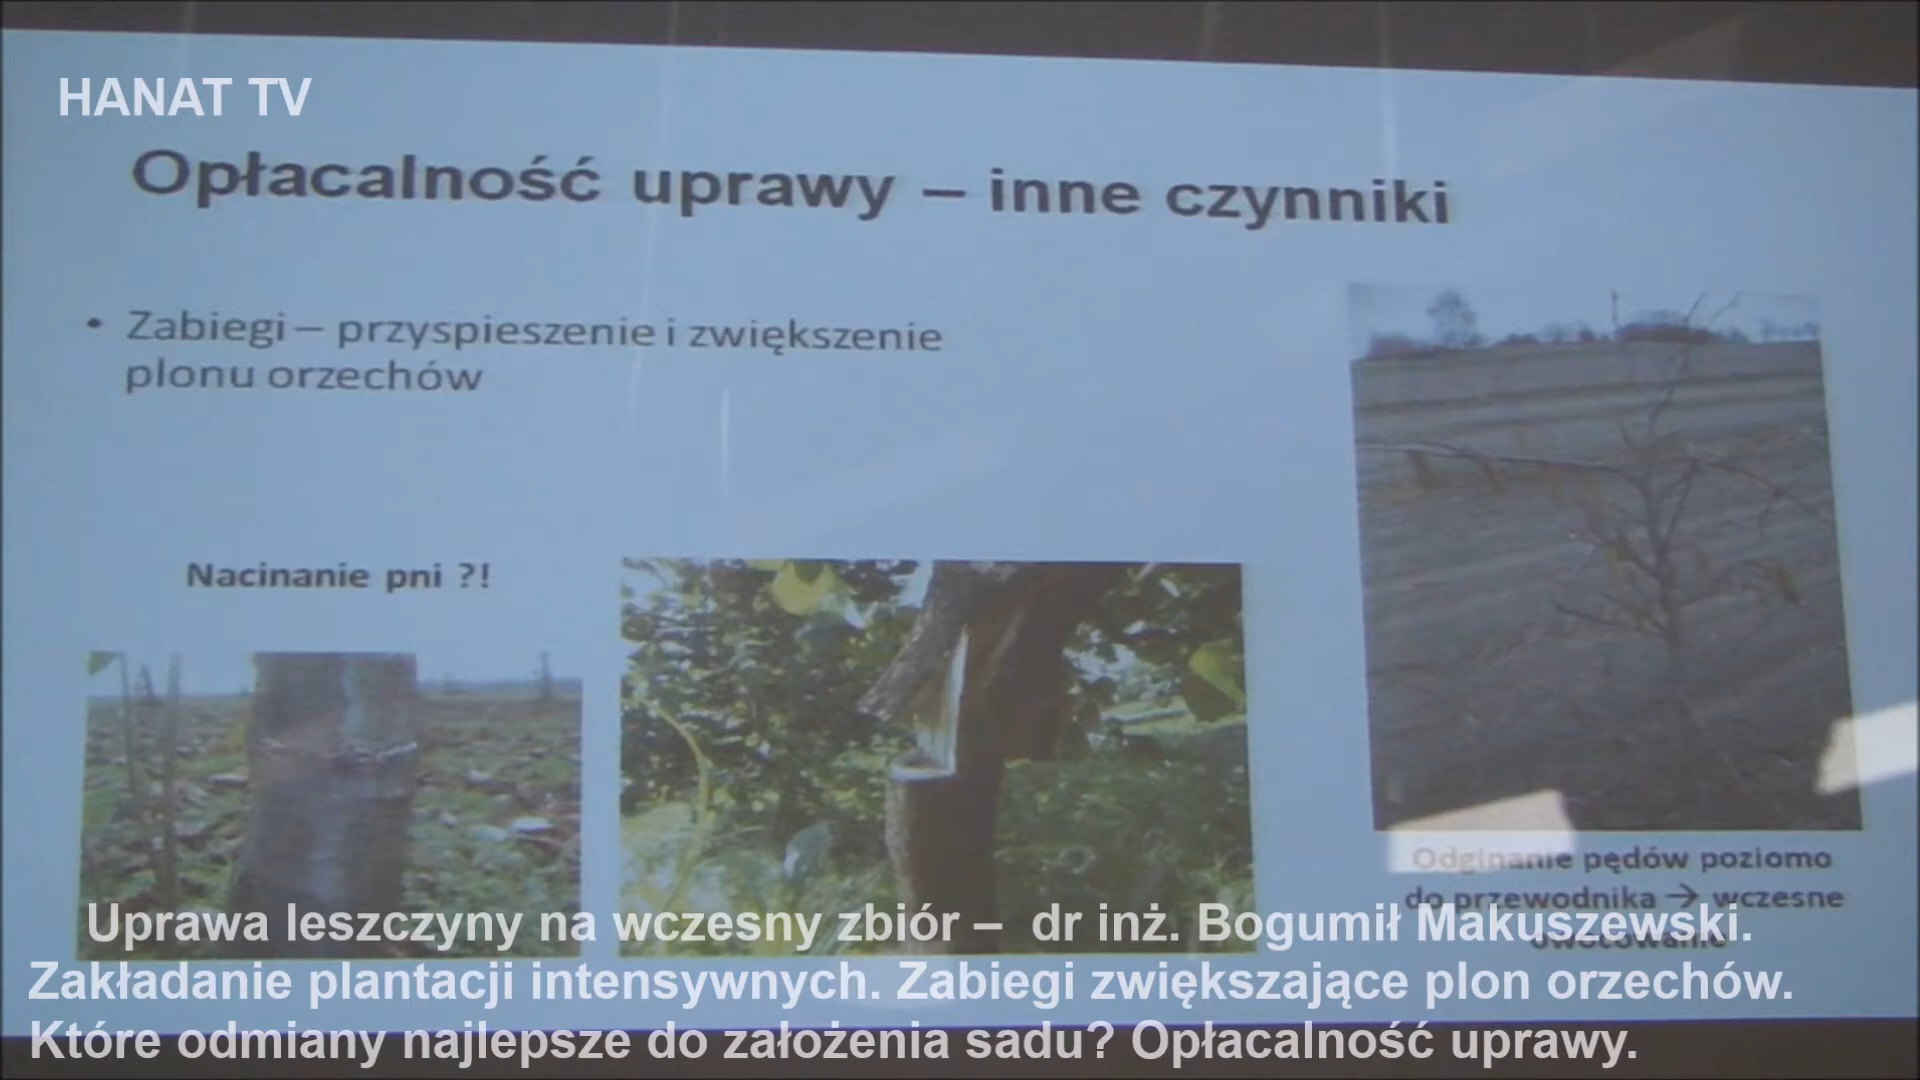 HANAT TV
Opłacalność uprawy – inne czynniki
• Zabiegi – przyspieszenie i zwiększenie
plonu orzechów
Nacinanie pni ?!
Odginanie pędów poziomo
do przewodnika → wczesne
owocowanie
Uprawa leszczyny na wczesny zbiór – dr inż. Bogumił Makuszewski.
Zakładanie plantacji intensywnych. Zabiegi zwiększające plon orzechów.
Które odmiany najlepsze do założenia sadu? Opłacalność uprawy.